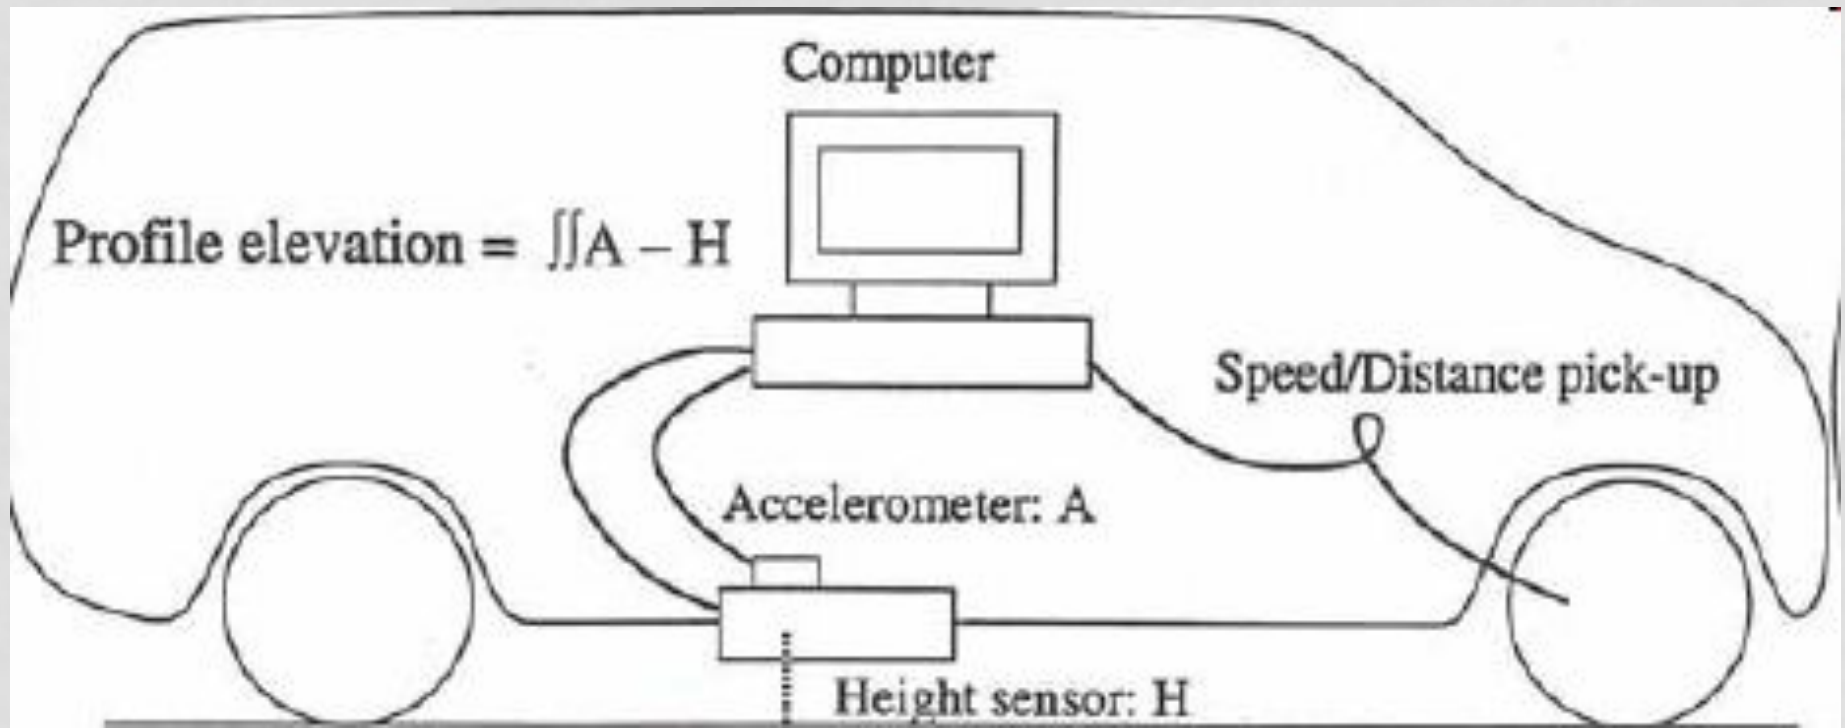 Computer
Profile elevation = ∬A – H
Speed/Distance pick-up
Accelerometer: A
Height sensor: H